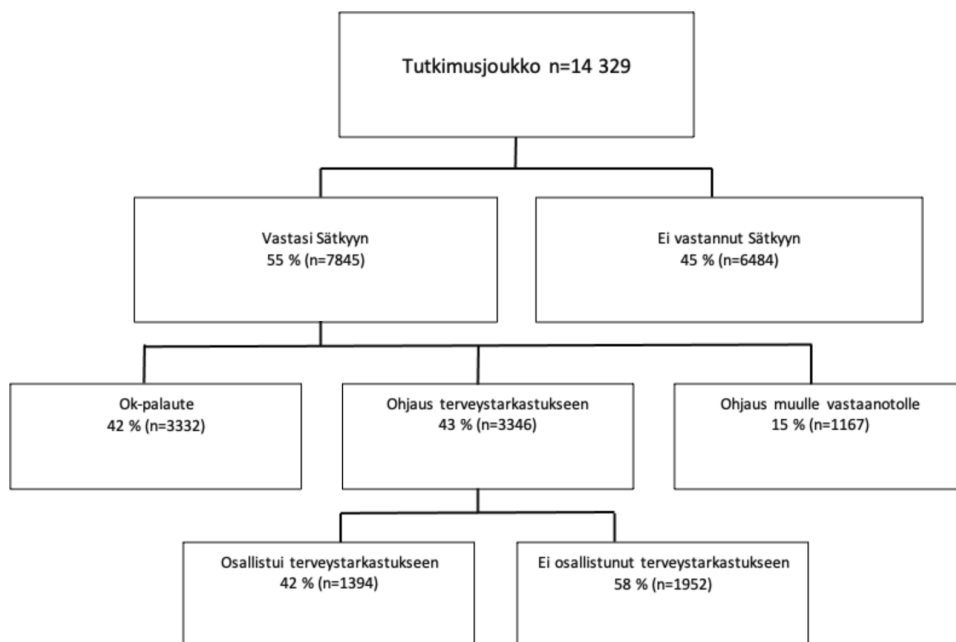 Tutkimusjoukko n=14 329
Vastasi Sätkyyn
55 % (n=7845)
Ei vastannut Sätkyyn
45 % (n=6484)
Ok-palaute
42 % (n=3332)
Ohjaus terveystarkastukseen
43 % (n=3346)
Ohjaus muulle vastaanotolle
15 % (n=1167)
Osallistui terveystarkastukseen
42 % (n=1394)
Ei osallistunut terveystarkastukseen
58 % (n=1952)